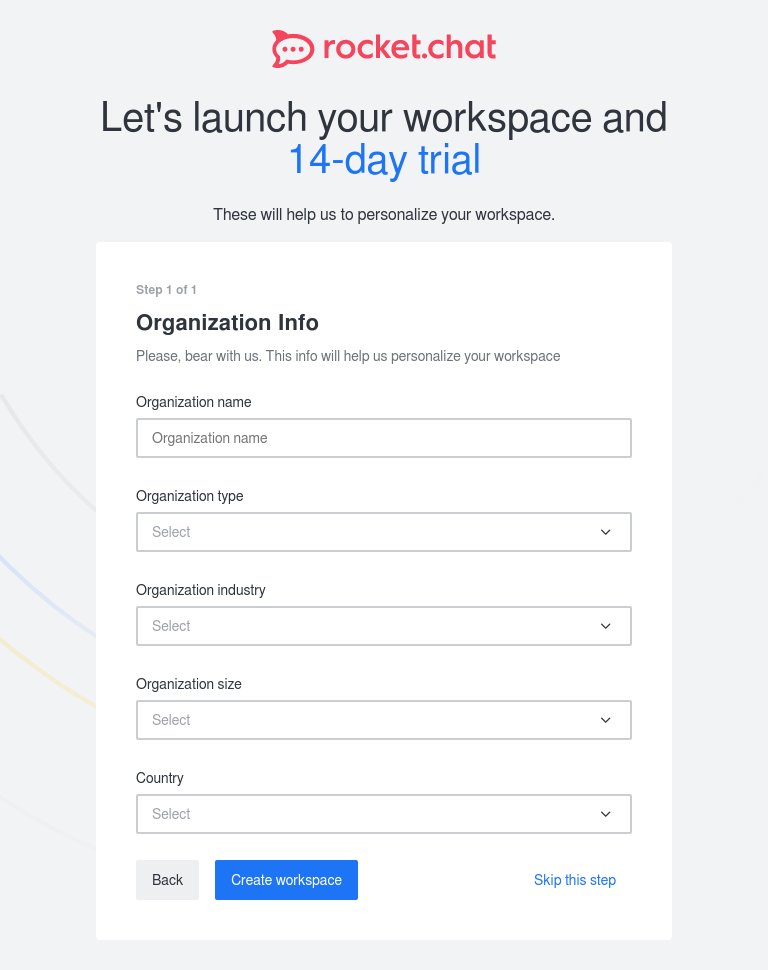 rocket.chat
Let's launch your workspace and
14-day trial
These will help us to personalize your workspace.
Step 1 of 1
Organization Info
Please, bear with us. This info will help us personalize your workspace
Organization name
Organization name
Organization type
Select
Organization industry
Select
Organization size
Select
Country
Select
Back Create workspace Skip this step